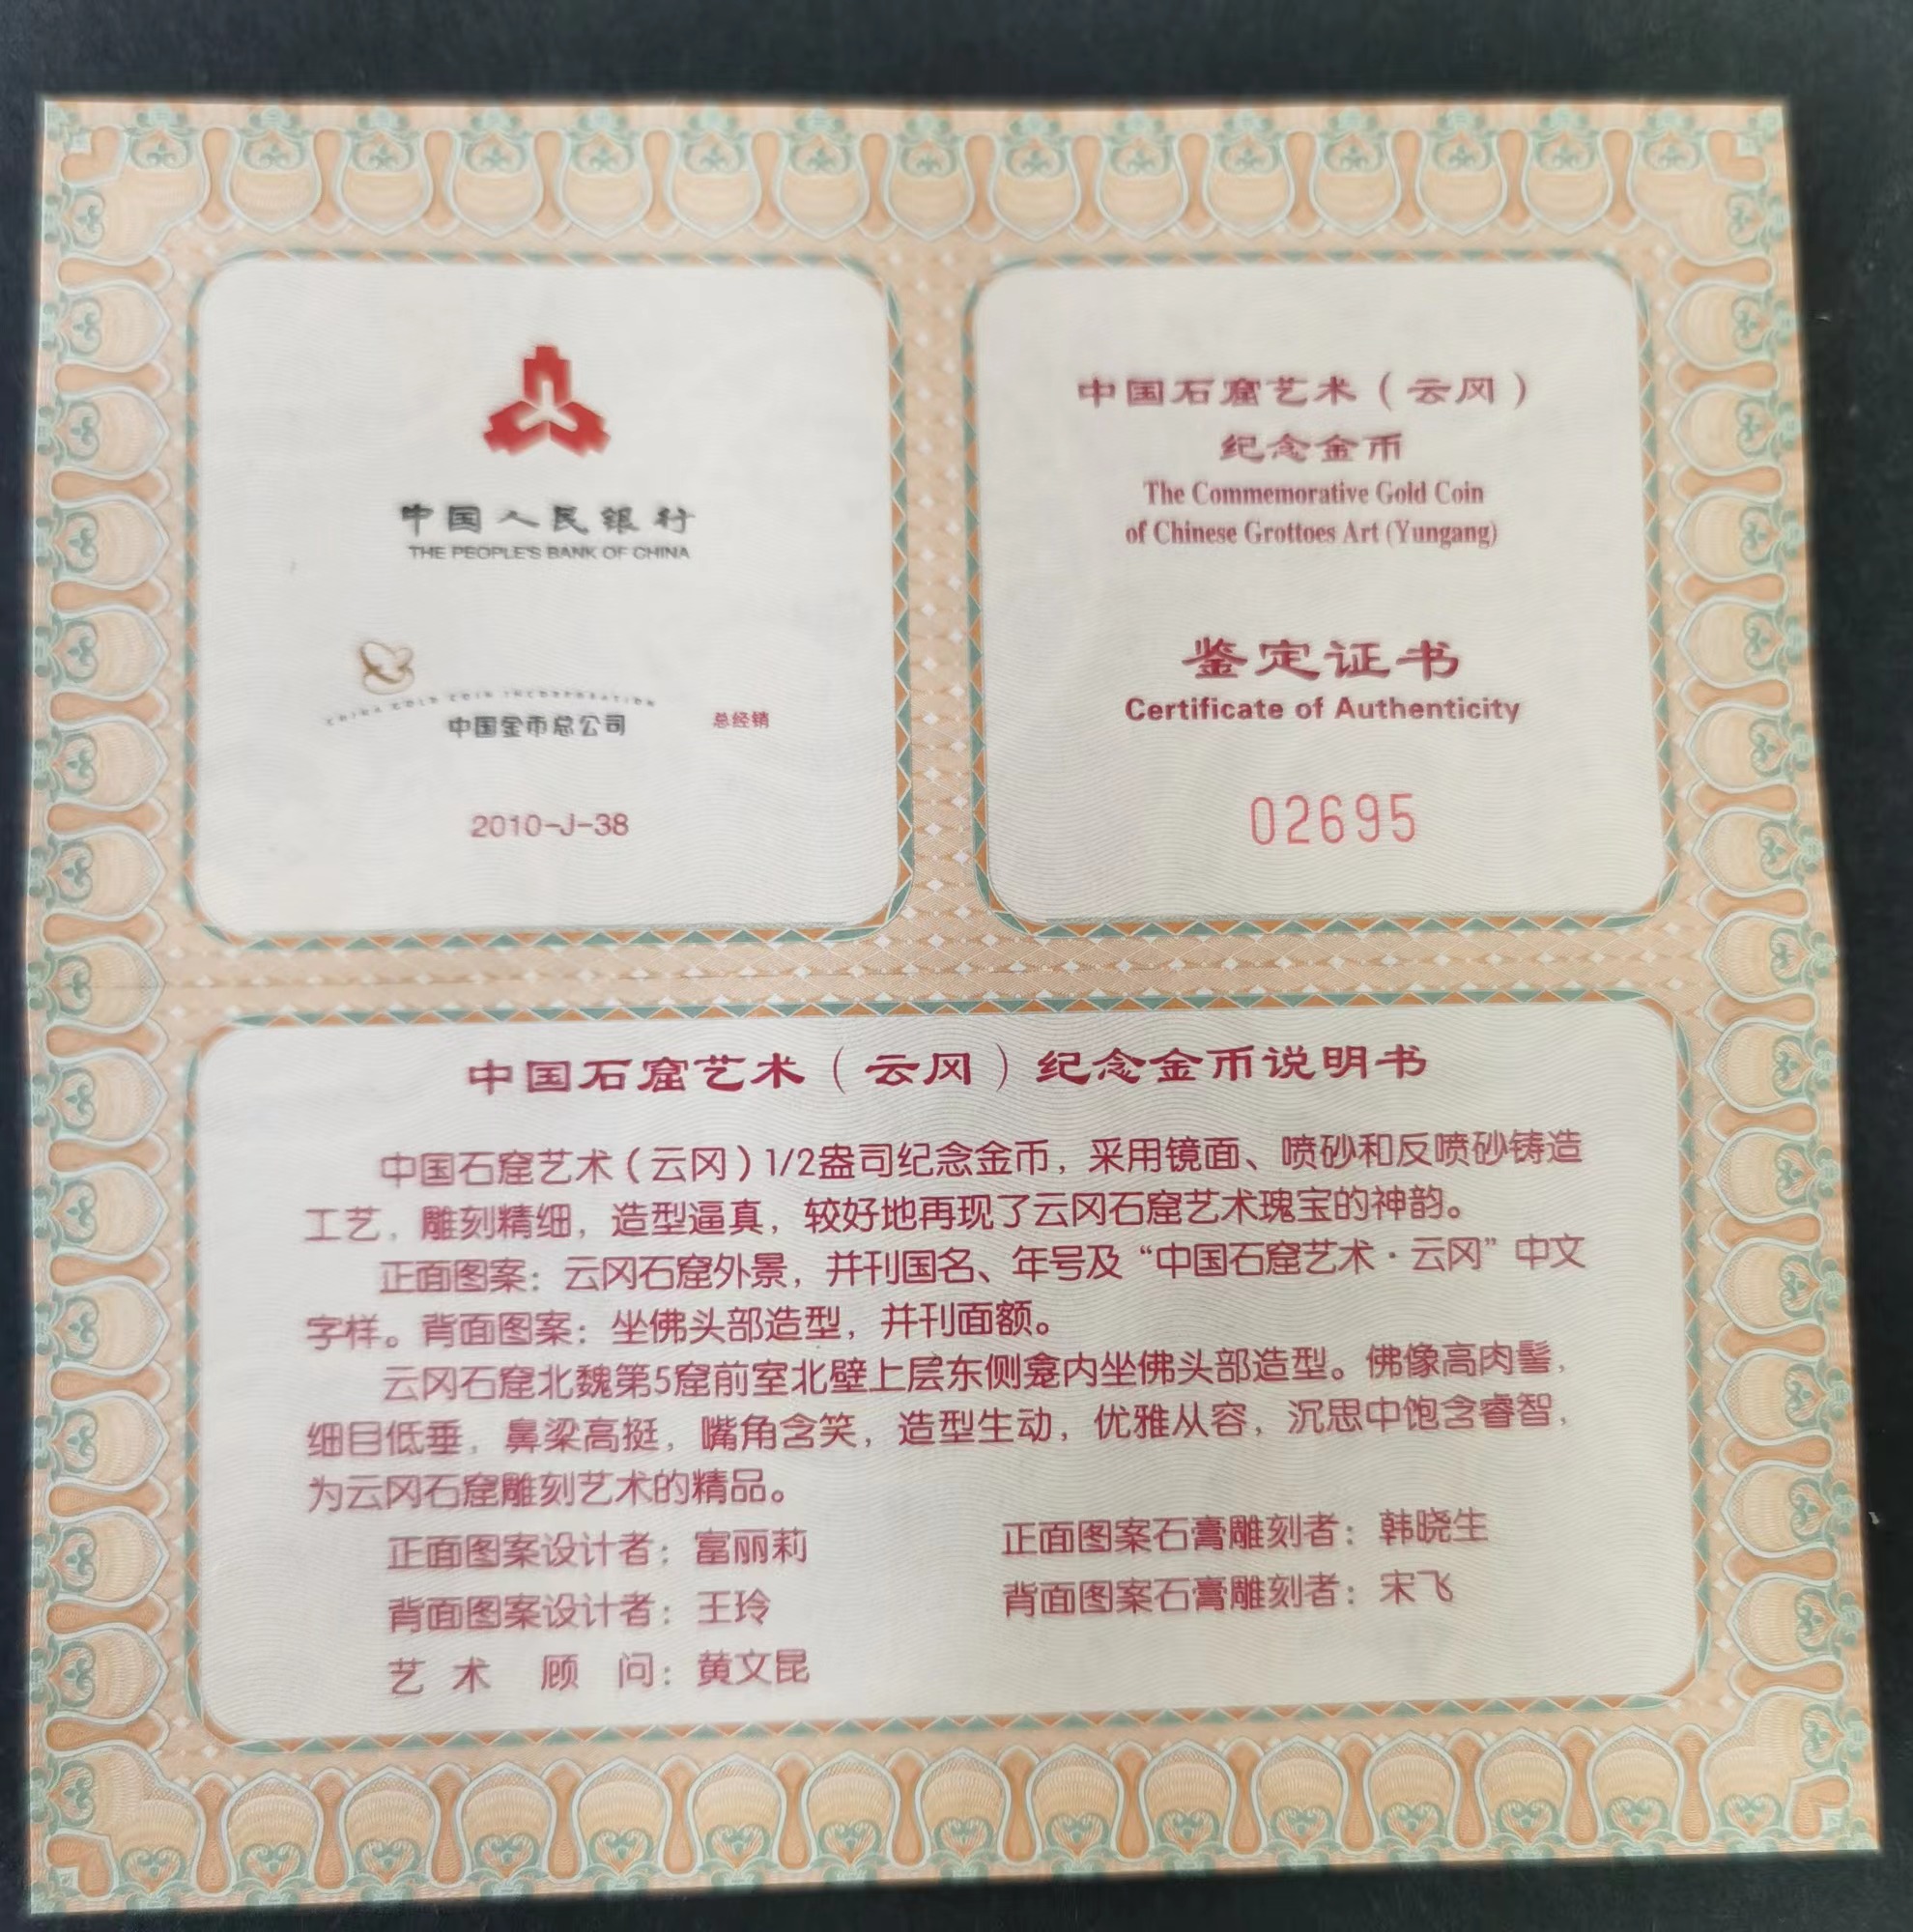 中国人民银行
THE PEOPLE'S BANK OF CHINA
CHINA GOLD COIN INCORPORATION
中国金币总公司 总经销
2010-J-38
中国石窟艺术（云冈）
纪念金币
The Commemorative Gold Coin
of Chinese Grottoes Art (Yungang)
鉴定证书
Certificate of Authenticity
02695
中国石窟艺术（云冈）纪念金币说明书
中国石窟艺术（云冈）1/2盎司纪念金币，采用镜面、喷砂和反喷砂铸造
工艺，雕刻精细，造型逼真，较好地再现了云冈石窟艺术瑰宝的神韵。
正面图案：云冈石窟外景，并刊国名、年号及“中国石窟艺术·云冈”中文
字样。背面图案：坐佛头部造型，并刊面额。
云冈石窟北魏第5窟前室北壁上层东侧龛内坐佛头部造型。佛像高肉髻，
细目低垂，鼻梁高挺，嘴角含笑，造型生动，优雅从容，沉思中饱含睿智，
为云冈石窟雕刻艺术的精品。
正面图案设计者：富丽莉 正面图案石膏雕刻者：韩晓生
背面图案设计者：王玲 背面图案石膏雕刻者：宋飞
艺术顾问：黄文昆